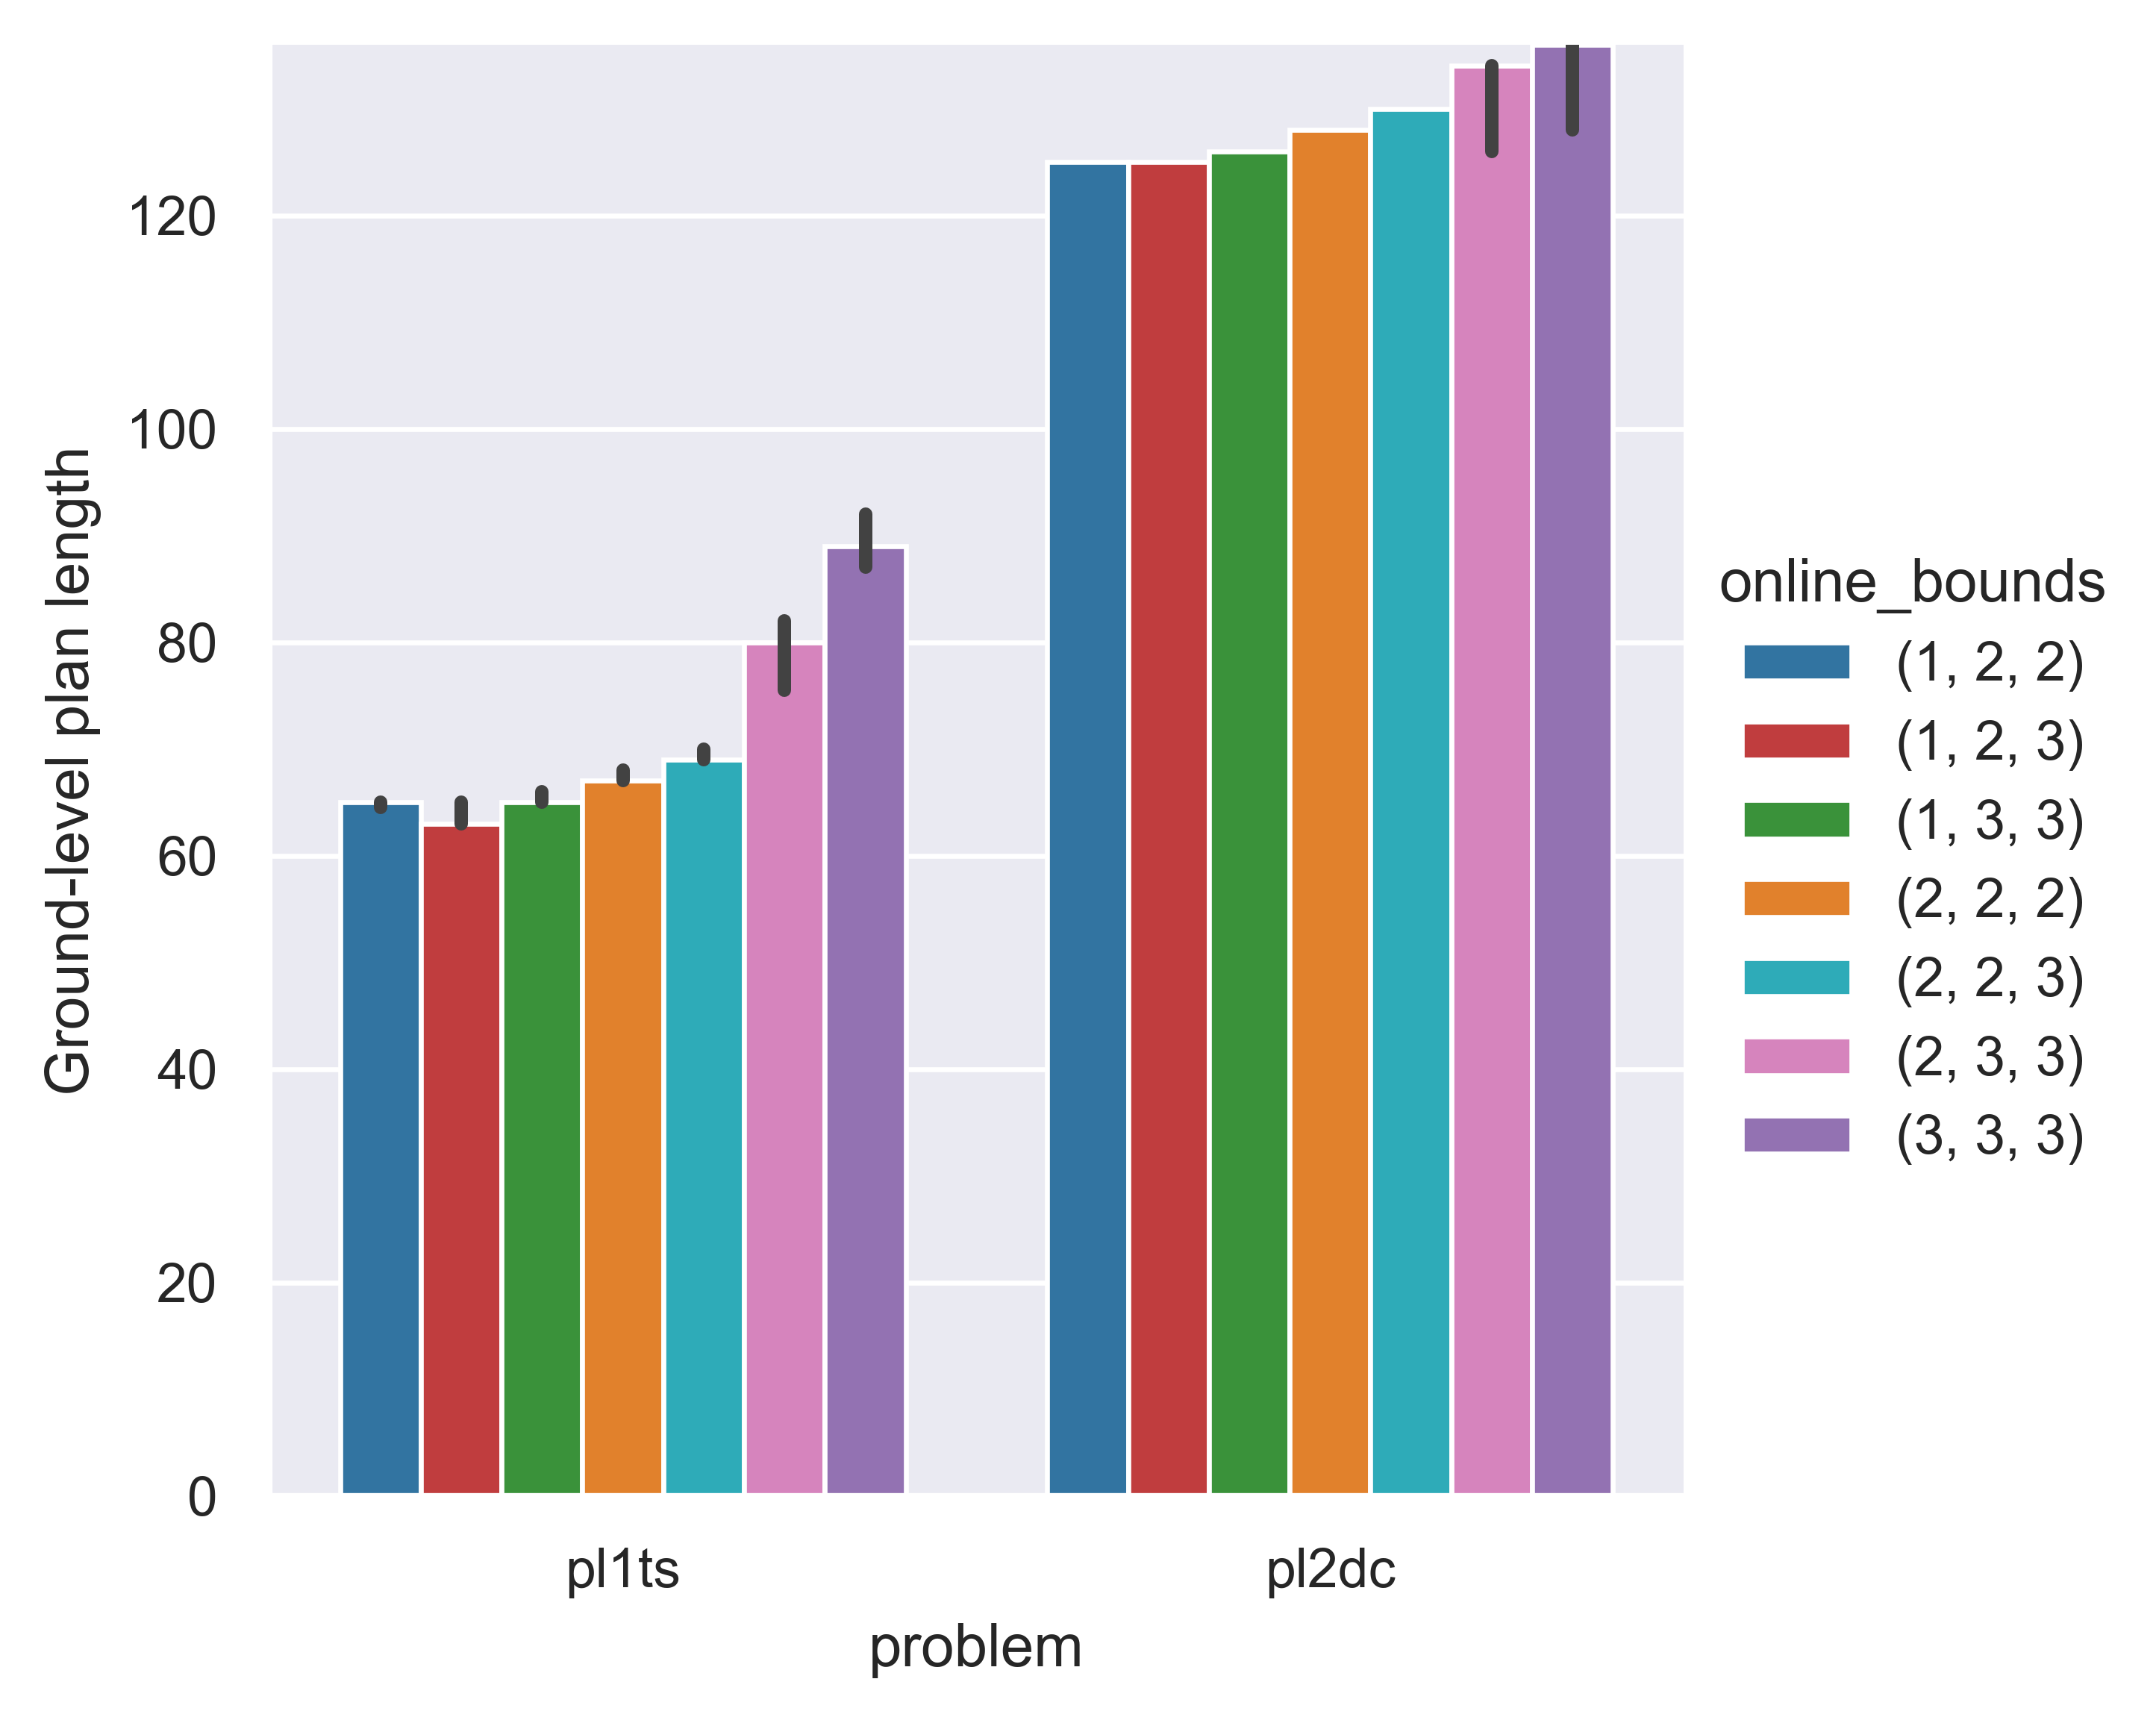 Ground-level plan length
120
100
80
60
40
20
0
pl1ts
pl2dc
problem
online_bounds
(1, 2, 2)
(1, 2, 3)
(1, 3, 3)
(2, 2, 2)
(2, 2, 3)
(2, 3, 3)
(3, 3, 3)